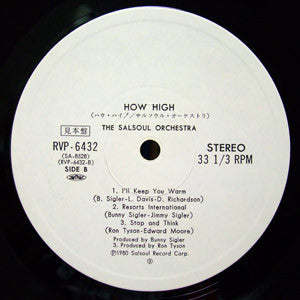 HOW HIGH
(ハウ・ハイ/サルソウル・オーケストラ)
THE SALSOUL ORCHESTRA
見本盤
RVP-6432
(SA-8528)
(RVP-6432-B)
SIDE B
STEREO
33 1/3 RPM
1. I'll Keep You Warm
(B. Sigler-L. Davis-D. Richardson)
2. Resorts International
(Bunny Sigler-Jimmy Sigler)
3. Stop and Think
(Ron Tyson-Edward Moore)
Produced by Bunny Sigler
3. Produced by Ron Tyson
Ⓟ1980 Salsoul Record Corp.
③